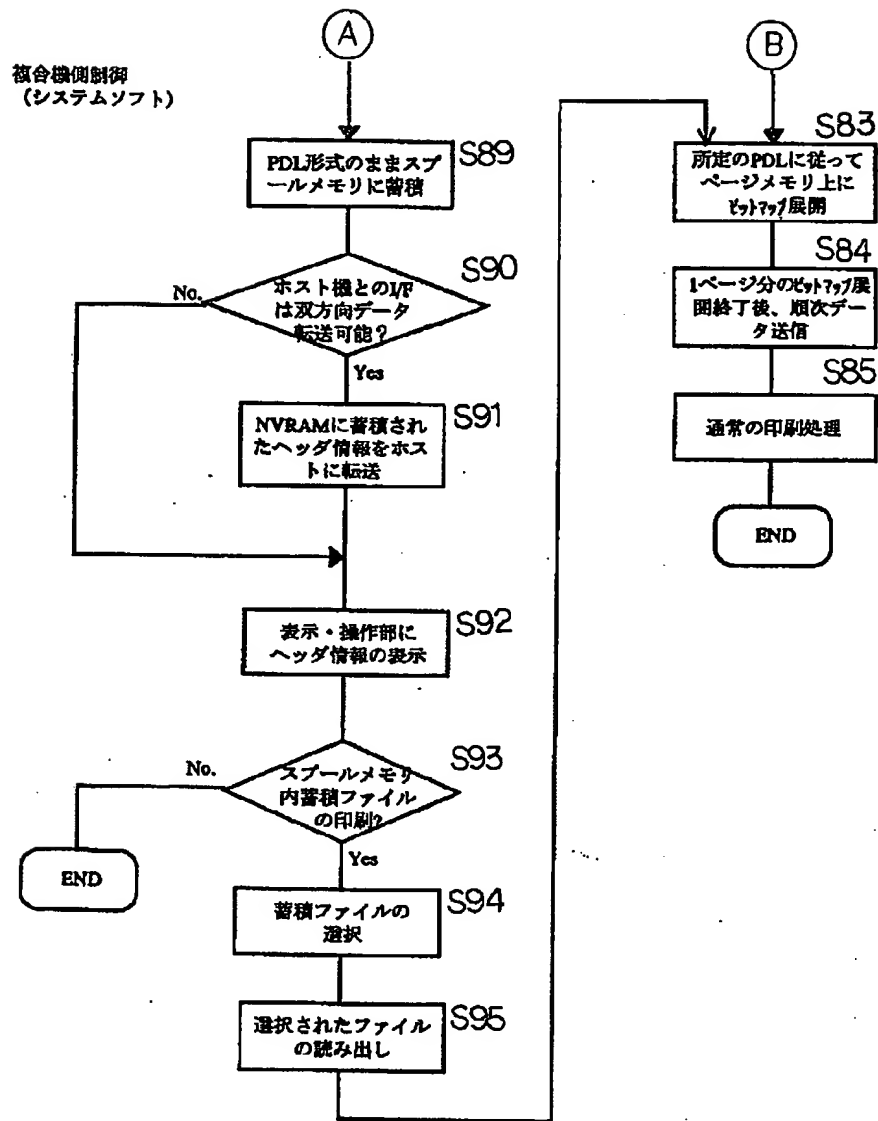 複合機側制御
（システムソフト）
A
PDL形式のままスプ
ールメモリに蓄積
S89
ホスト機とのI/F
は双方向データ
転送可能？
S90
No.
Yes
NVRAMに蓄積され
たヘッダ情報をホス
トに転送
S91
表示・操作部に
ヘッダ情報の表示
S92
スプールメモリ
内蓄積ファイル
の印刷?
S93
No.
END
Yes
蓄積ファイルの
選択
S94
選択されたファイル
の読み出し
S95
B
S83
所定のPDLに従って
ページメモリ上に
ビットマップ展開
S84
1ページ分のビットマップ展
開終了後、順次デー
タ送信
S85
通常の印刷処理
END